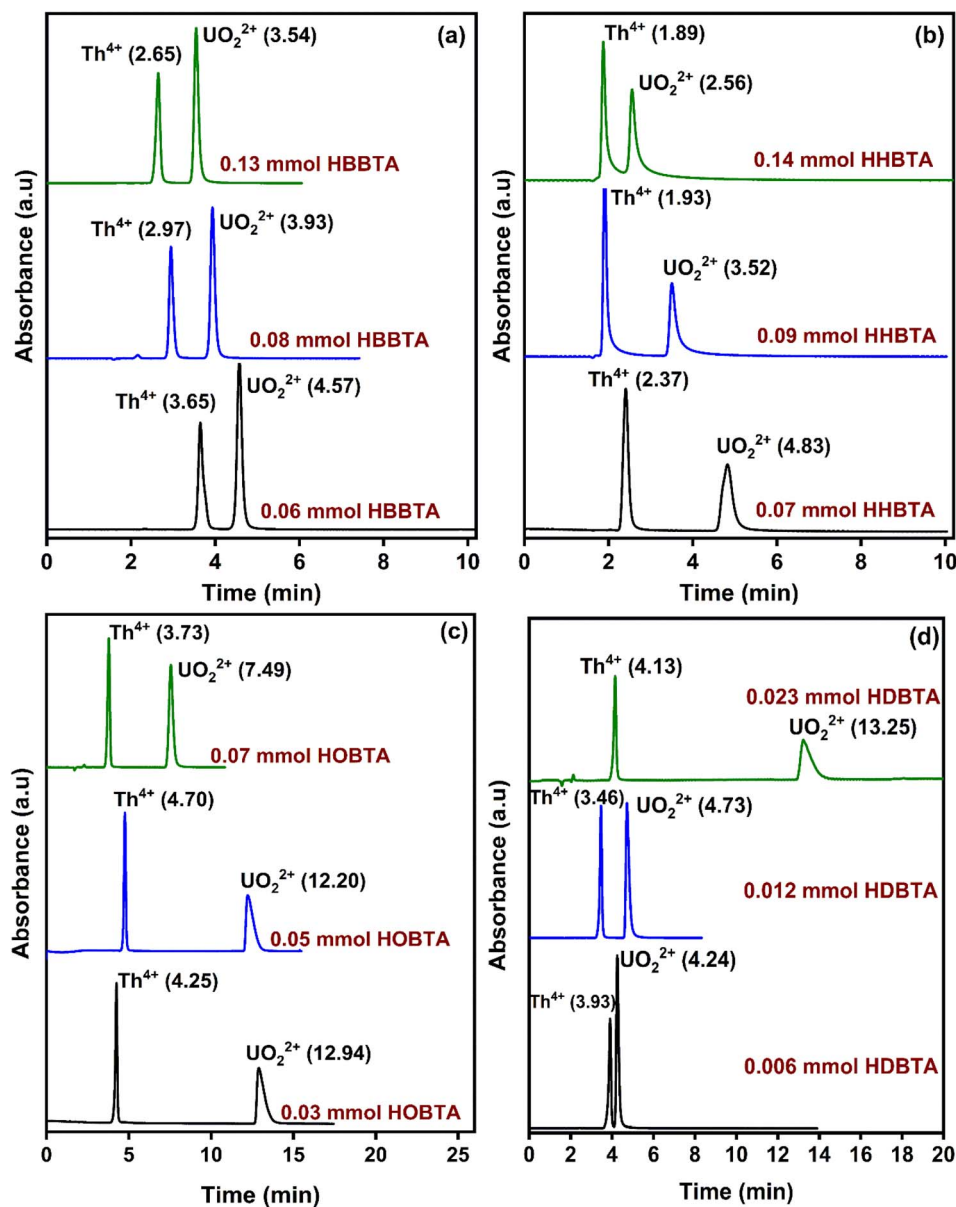 (a)
Th⁴⁺ (2.65)
UO₂²⁺ (3.54)
0.13 mmol HBBTA
Th⁴⁺ (2.97)
UO₂²⁺ (3.93)
0.08 mmol HBBTA
Th⁴⁺ (3.65)
UO₂²⁺ (4.57)
0.06 mmol HBBTA
Absorbance (a.u)
0 2 4 6 8 10
Time (min)
(b)
Th⁴⁺
(1.89)
UO₂²⁺
(2.56)
0.14 mmol HHBTA
Th⁴⁺
(1.93)
UO₂²⁺ (3.52)
0.09 mmol HHBTA
Th⁴⁺
(2.37)
UO₂²⁺ (4.83)
0.07 mmol HHBTA
Absorbance (a.u)
0 2 4 6 8 10
Time (min)
(c)
Th⁴⁺ (3.73)
UO₂²⁺ (7.49)
0.07 mmol HOBTA
Th⁴⁺ (4.70)
UO₂²⁺ (12.20)
0.05 mmol HOBTA
Th⁴⁺ (4.25)
UO₂²⁺ (12.94)
0.03 mmol HOBTA
Absorbance (a.u)
0 5 10 15 20 25
Time (min)
(d)
Th⁴⁺
(4.13)
0.023 mmol HDBTA
UO₂²⁺ (13.25)
Th⁴⁺ (3.46)
UO₂²⁺ (4.73)
0.012 mmol HDBTA
UO₂²⁺ (4.24)
Th⁴⁺ (3.93)
0.006 mmol HDBTA
Absorbance (a.u)
0 2 4 6 8 10 12 14 16 18 20
Time (min)